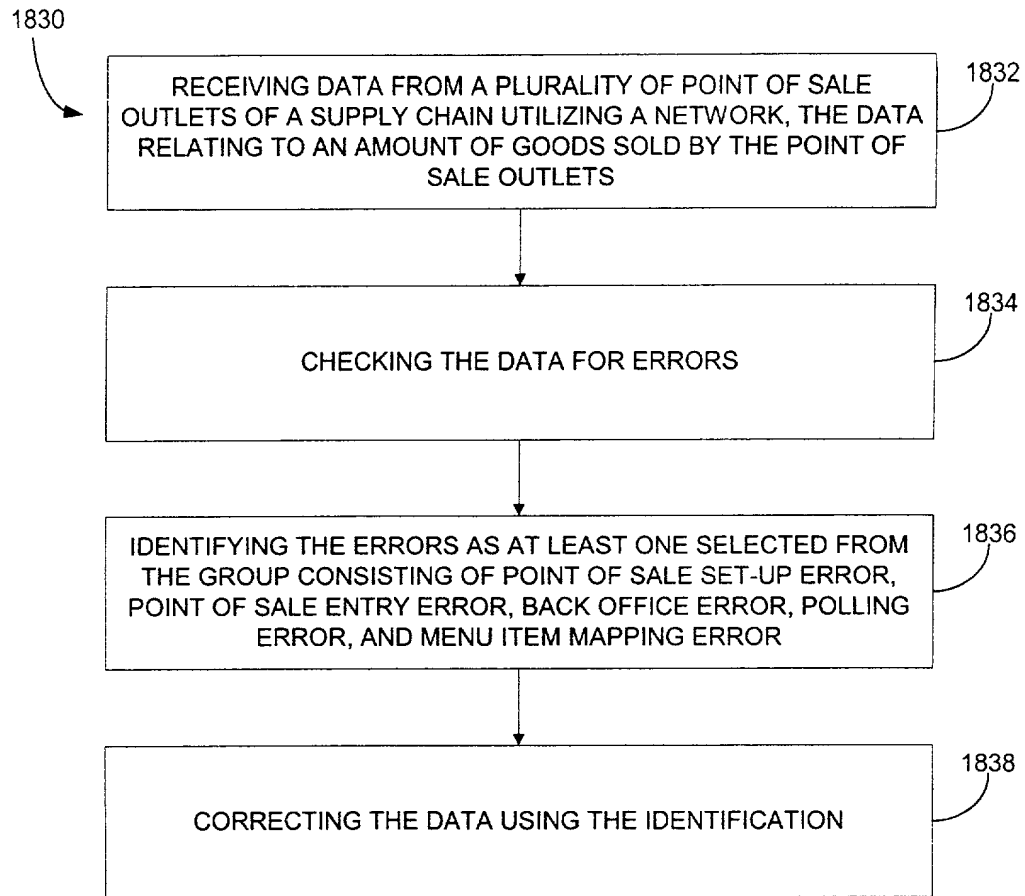 1830
1832
RECEIVING DATA FROM A PLURALITY OF POINT OF SALE
OUTLETS OF A SUPPLY CHAIN UTILIZING A NETWORK, THE DATA
RELATING TO AN AMOUNT OF GOODS SOLD BY THE POINT OF
SALE OUTLETS
1834
CHECKING THE DATA FOR ERRORS
1836
IDENTIFYING THE ERRORS AS AT LEAST ONE SELECTED FROM
THE GROUP CONSISTING OF POINT OF SALE SET-UP ERROR,
POINT OF SALE ENTRY ERROR, BACK OFFICE ERROR, POLLING
ERROR, AND MENU ITEM MAPPING ERROR
1838
CORRECTING THE DATA USING THE IDENTIFICATION